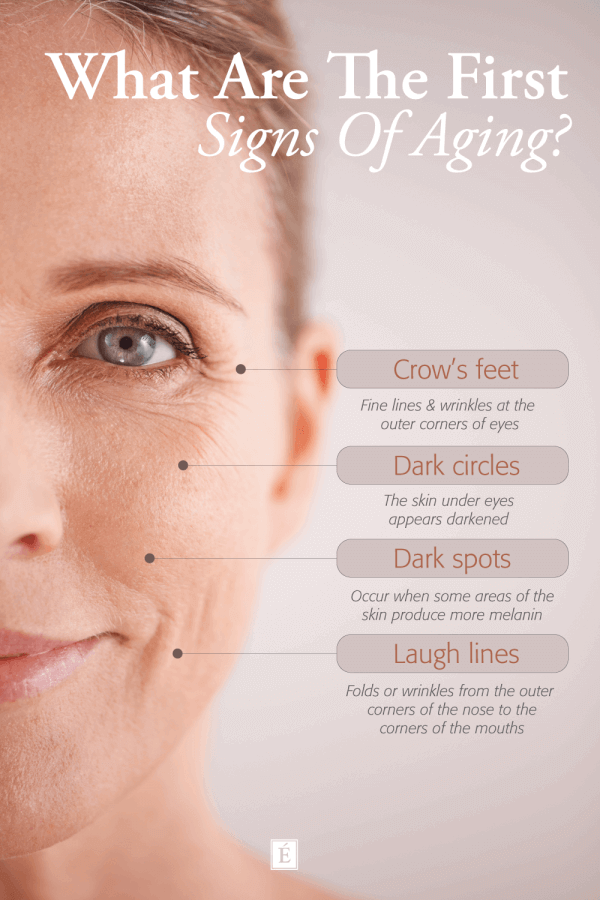 What Are The First
Signs Of Aging?
Crow's feet
Fine lines & wrinkles at the
outer corners of eyes
Dark circles
The skin under eyes
appears darkened
Dark spots
Occur when some areas of the
skin produce more melanin
Laugh lines
Folds or wrinkles from the outer
corners of the nose to the
corners of the mouths
É